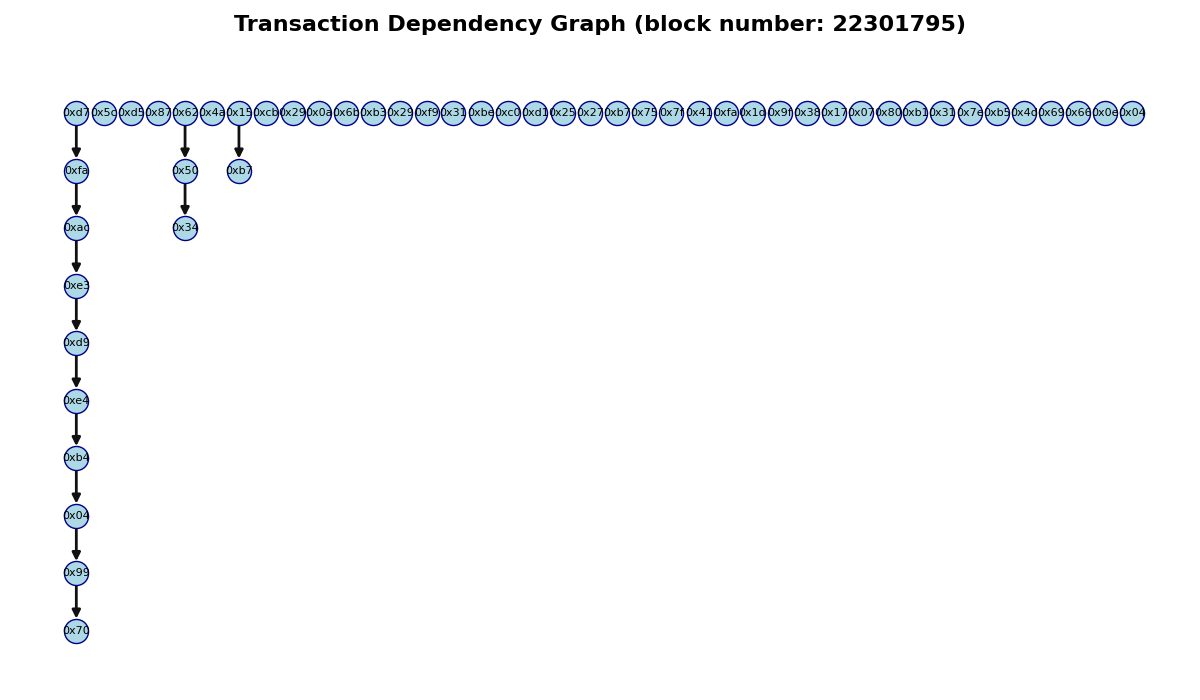 Transaction Dependency Graph (block number: 22301795)
0xd7 0x5c 0xd5 0x87 0x62 0x4a 0x15 0xcb 0x29 0x0a 0x6b 0xb3 0x29 0xf9 0x31 0xbe 0xc0 0xd1 0x25 0x27 0xb7 0x75 0x7f 0x41 0xfa 0x1d 0x9f 0x38 0x17 0x07 0x80 0xb1 0x31 0x7e 0xb5 0x4d 0x69 0x66 0x0e 0x04
0xfa 0x50 0xb7
0xac 0x34
0xe3
0xd9
0xe4
0xb4
0x04
0x99
0x70